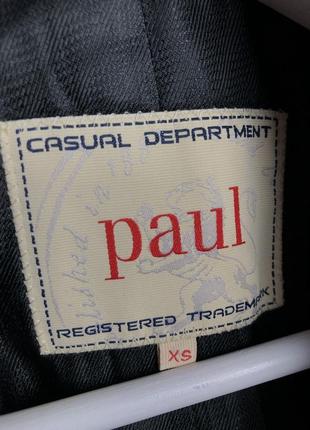 CASUAL DEPARTMENT
paul
REGISTERED TRADEMARK
XS